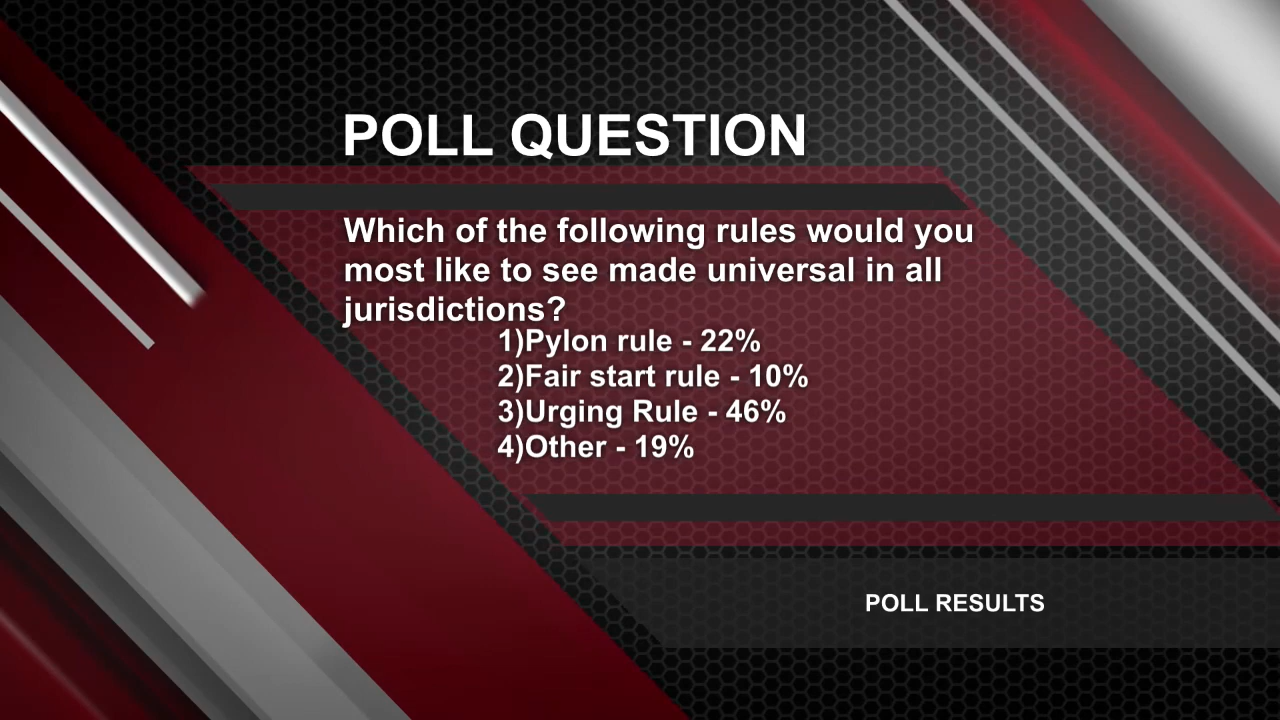 POLL QUESTION
Which of the following rules would you
most like to see made universal in all
jurisdictions?
1)Pylon rule - 22%
2)Fair start rule - 10%
3)Urging Rule - 46%
4)Other - 19%
POLL RESULTS